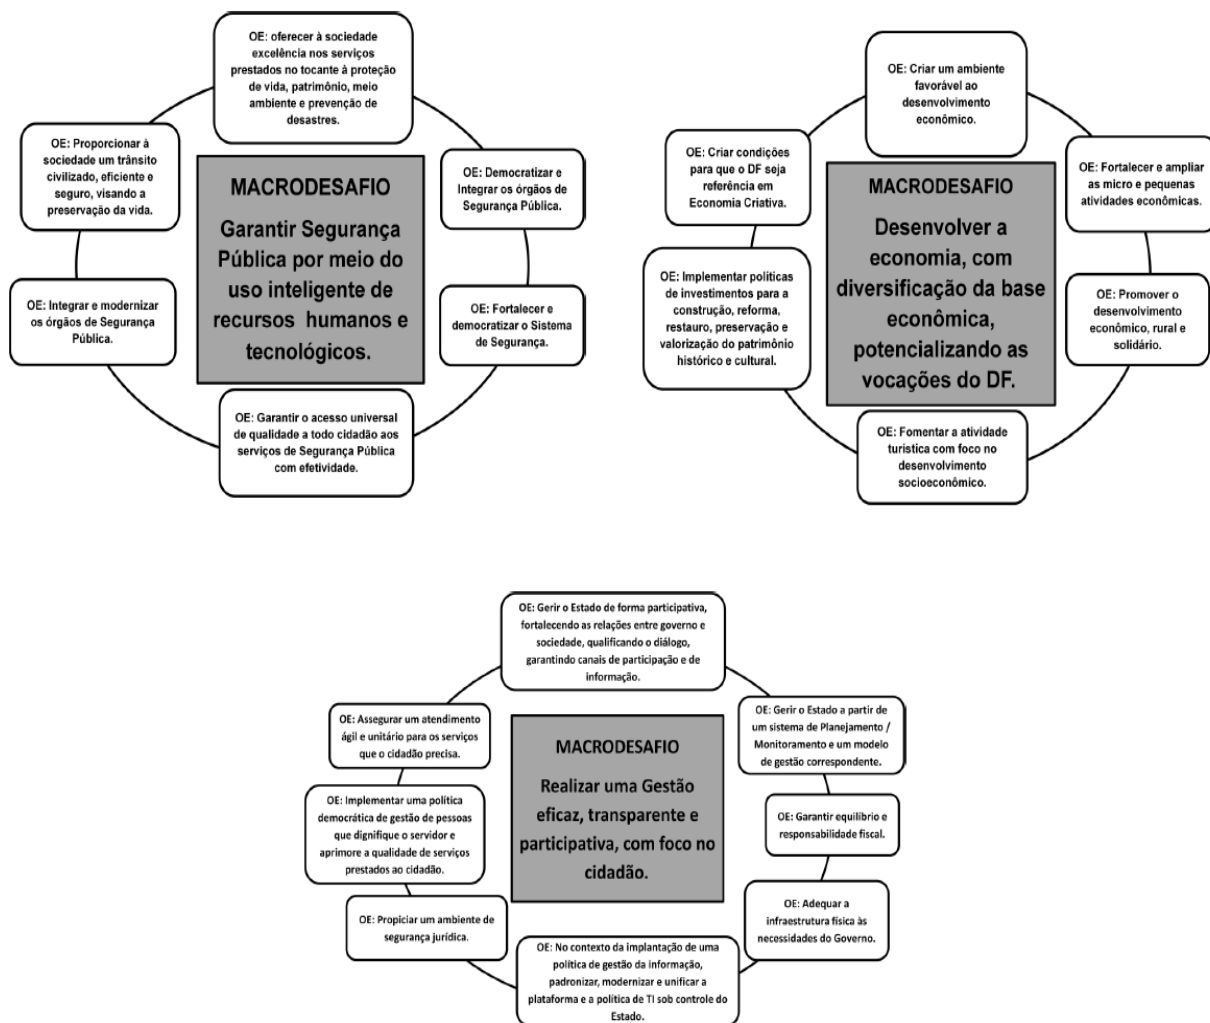 OE: oferecer à sociedade
excelência nos serviços
prestados no tocante à proteção
de vida, patrimônio, meio
ambiente e prevenção de
desastres.
OE: Proporcionar à
sociedade um trânsito
civilizado, eficiente e
seguro, visando a
preservação da vida.
MACRODESAFIO
Garantir Segurança
Pública por meio do
uso inteligente de
recursos humanos e
tecnológicos.
OE: Democratizar e
Integrar os órgãos de
Segurança Pública.
OE: Integrar e modernizar
os órgãos de Segurança
Pública.
OE: Fortalecer e
democratizar o Sistema
de Segurança.
OE: Garantir o acesso universal
de qualidade a todo cidadão aos
serviços de Segurança Pública
com efetividade.
OE: Criar um ambiente
favorável ao
desenvolvimento
econômico.
OE: Criar condições
para que o DF seja
referência em
Economia Criativa.
MACRODESAFIO
Desenvolver a
economia, com
diversificação da base
econômica,
potencializando as
vocações do DF.
OE: Fortalecer e ampliar
as micro e pequenas
atividades econômicas.
OE: Implementar políticas
de investimentos para a
construção, reforma,
restauro, preservação e
valorização do patrimônio
histórico e cultural.
OE: Promover o
desenvolvimento
econômico, rural e
solidário.
OE: Fomentar a atividade
turística com foco no
desenvolvimento
socioeconômico.
OE: Gerir o Estado de forma participativa,
fortalecendo as relações entre governo e
sociedade, qualificando o diálogo,
garantindo canais de participação e de
informação.
OE: Assegurar um atendimento
ágil e unitário para os serviços
que o cidadão precisa.
MACRODESAFIO
Realizar uma Gestão
eficaz, transparente e
participativa, com foco no
cidadão.
OE: Gerir o Estado a partir de
um sistema de Planejamento /
Monitoramento e um modelo
de gestão correspondente.
OE: Implementar uma política
democrática de gestão de pessoas
que dignifique o servidor e
aprimore a qualidade de serviços
prestados ao cidadão.
OE: Garantir equilíbrio e
responsabilidade fiscal.
OE: Propiciar um ambiente de
segurança jurídica.
OE: Adequar a
infraestrutura física às
necessidades do Governo.
OE: No contexto da implantação de uma
política de gestão da informação,
padronizar, modernizar e unificar a
plataforma e a política de TI sob controle do
Estado.